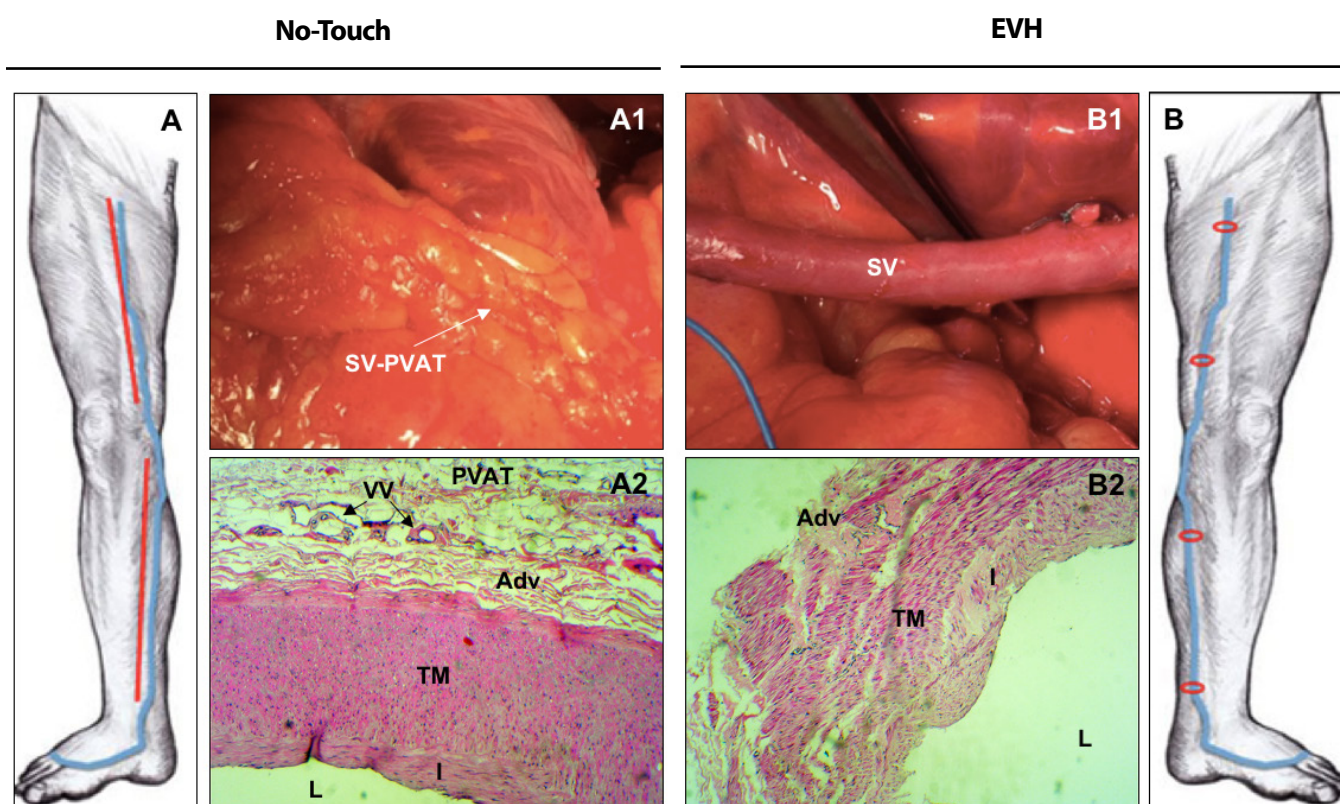 No-Touch
EVH
A
A1
SV-PVAT
B1
SV
B
A2
PVAT
VV
Adv
TM
I
L
B2
Adv
I
TM
L